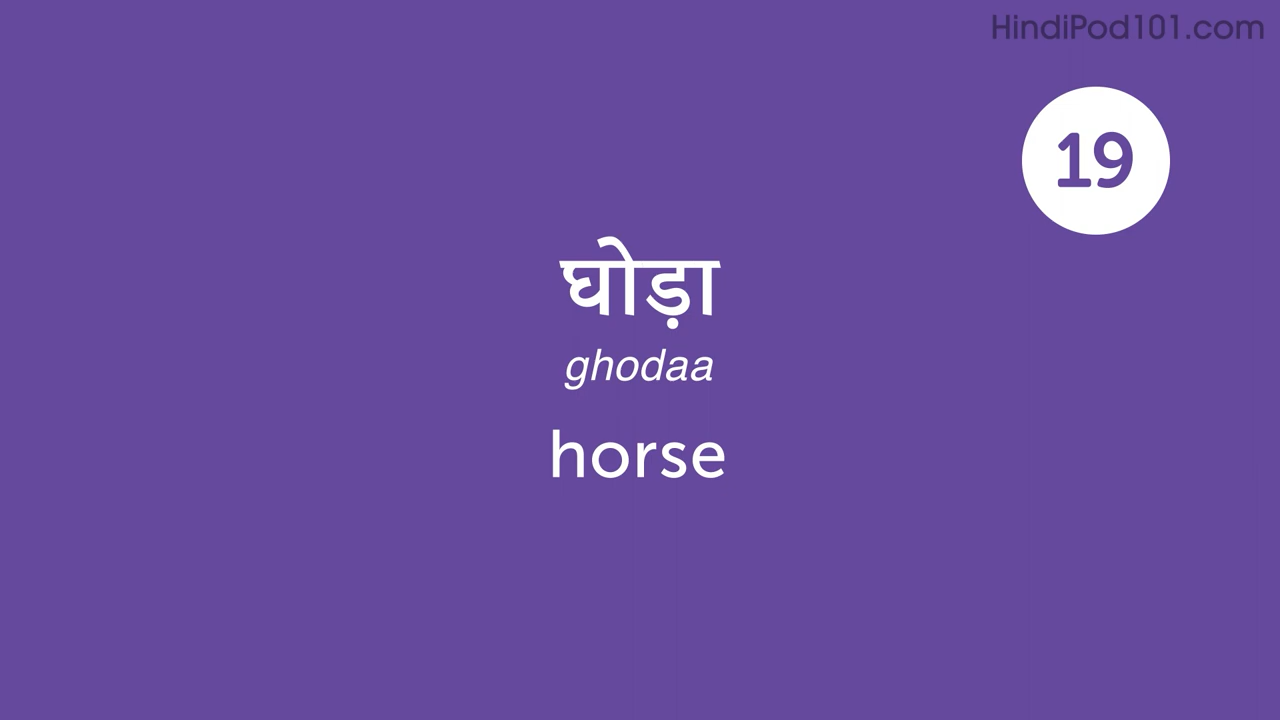 HindiPod101.com
19
घोड़ा
ghodaa
horse